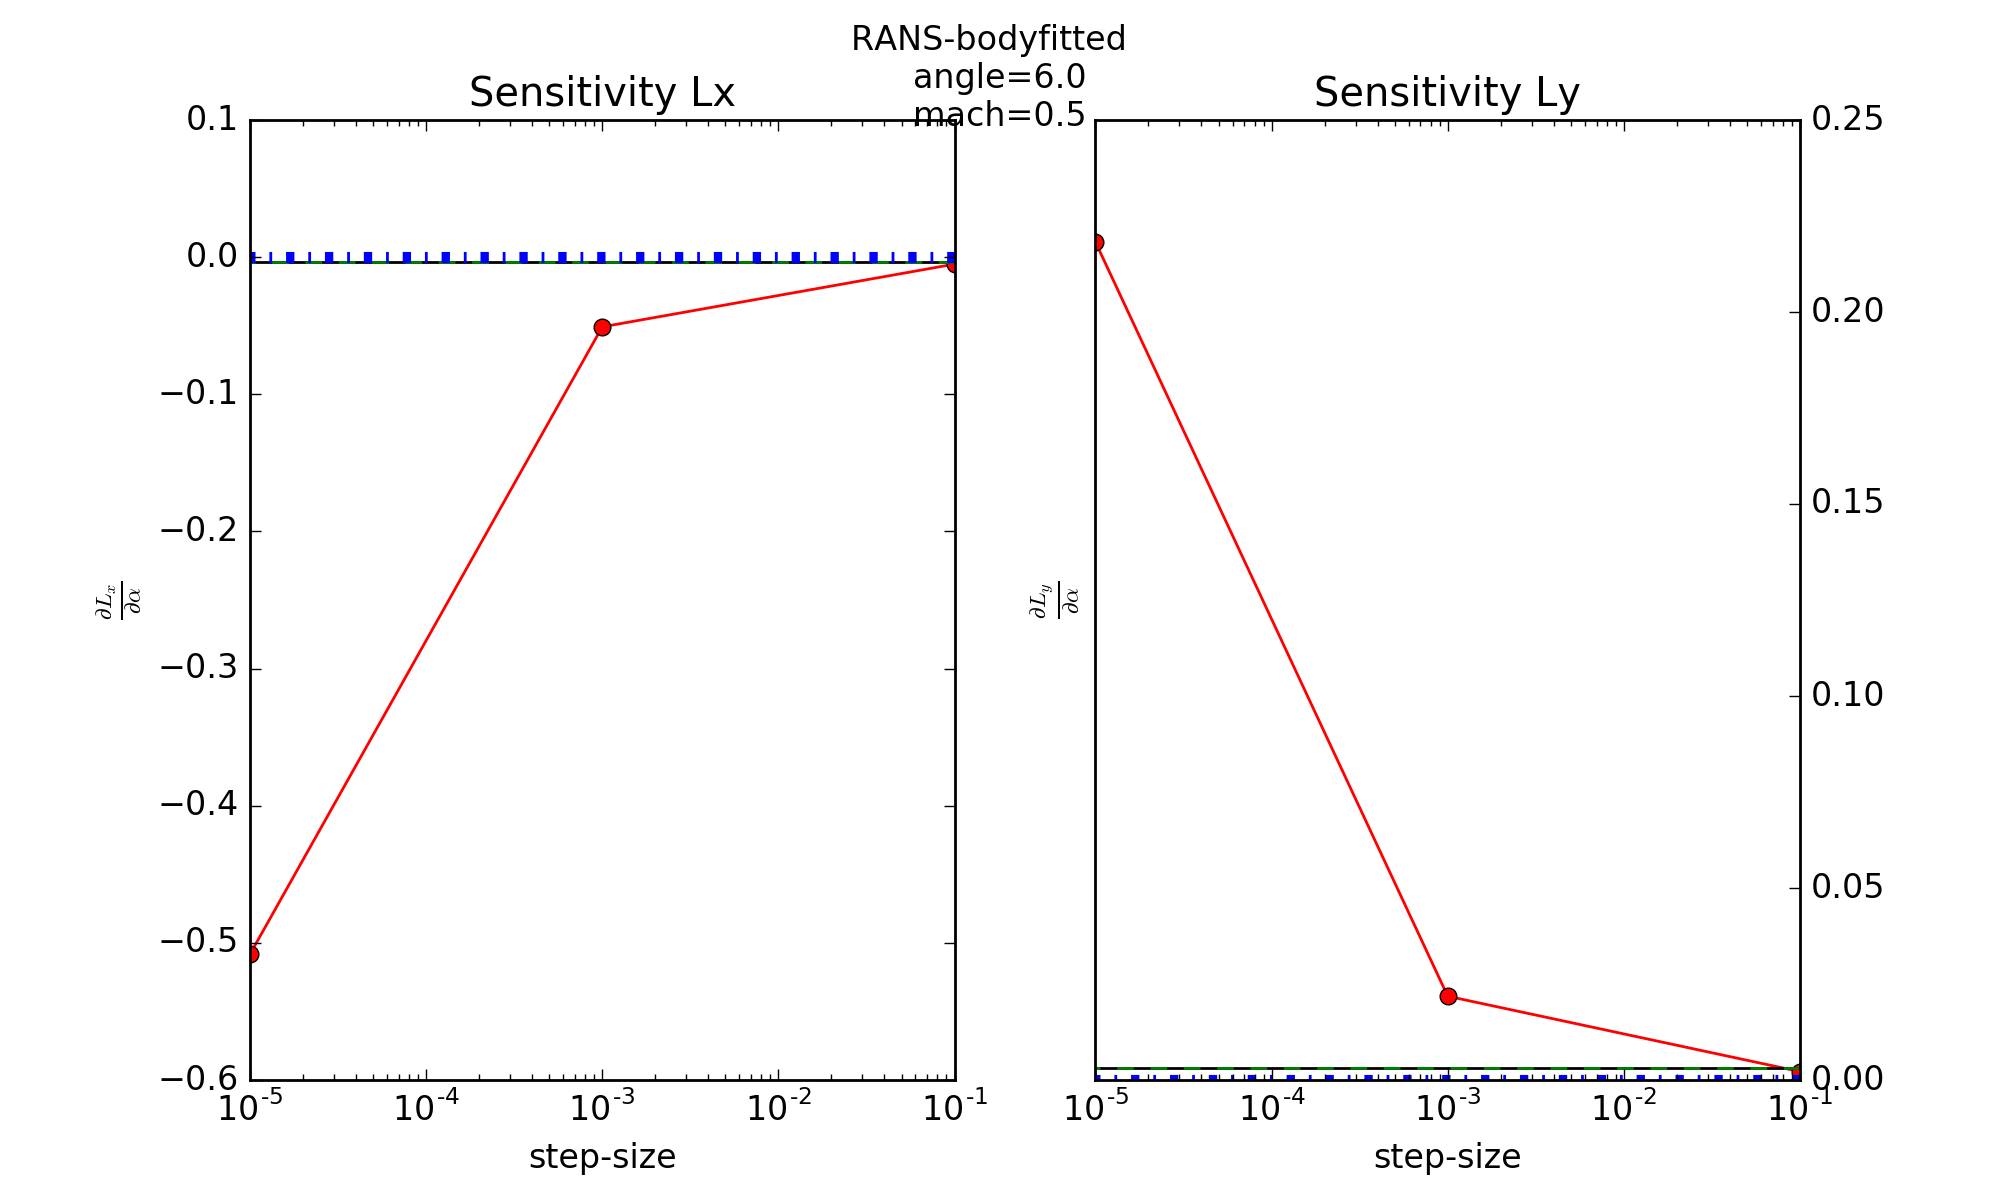 RANS-bodyfitted
angle=6.0
mach=0.5
Sensitivity Lx
0.1
0.0
−0.1
−0.2
−0.3
−0.4
−0.5
−0.6
∂Lx/∂α
10^-5 10^-4 10^-3 10^-2 10^-1
step-size
Sensitivity Ly
∂Ly/∂α
0.25
0.20
0.15
0.10
0.05
0.00
10^-5 10^-4 10^-3 10^-2 10^-1
step-size